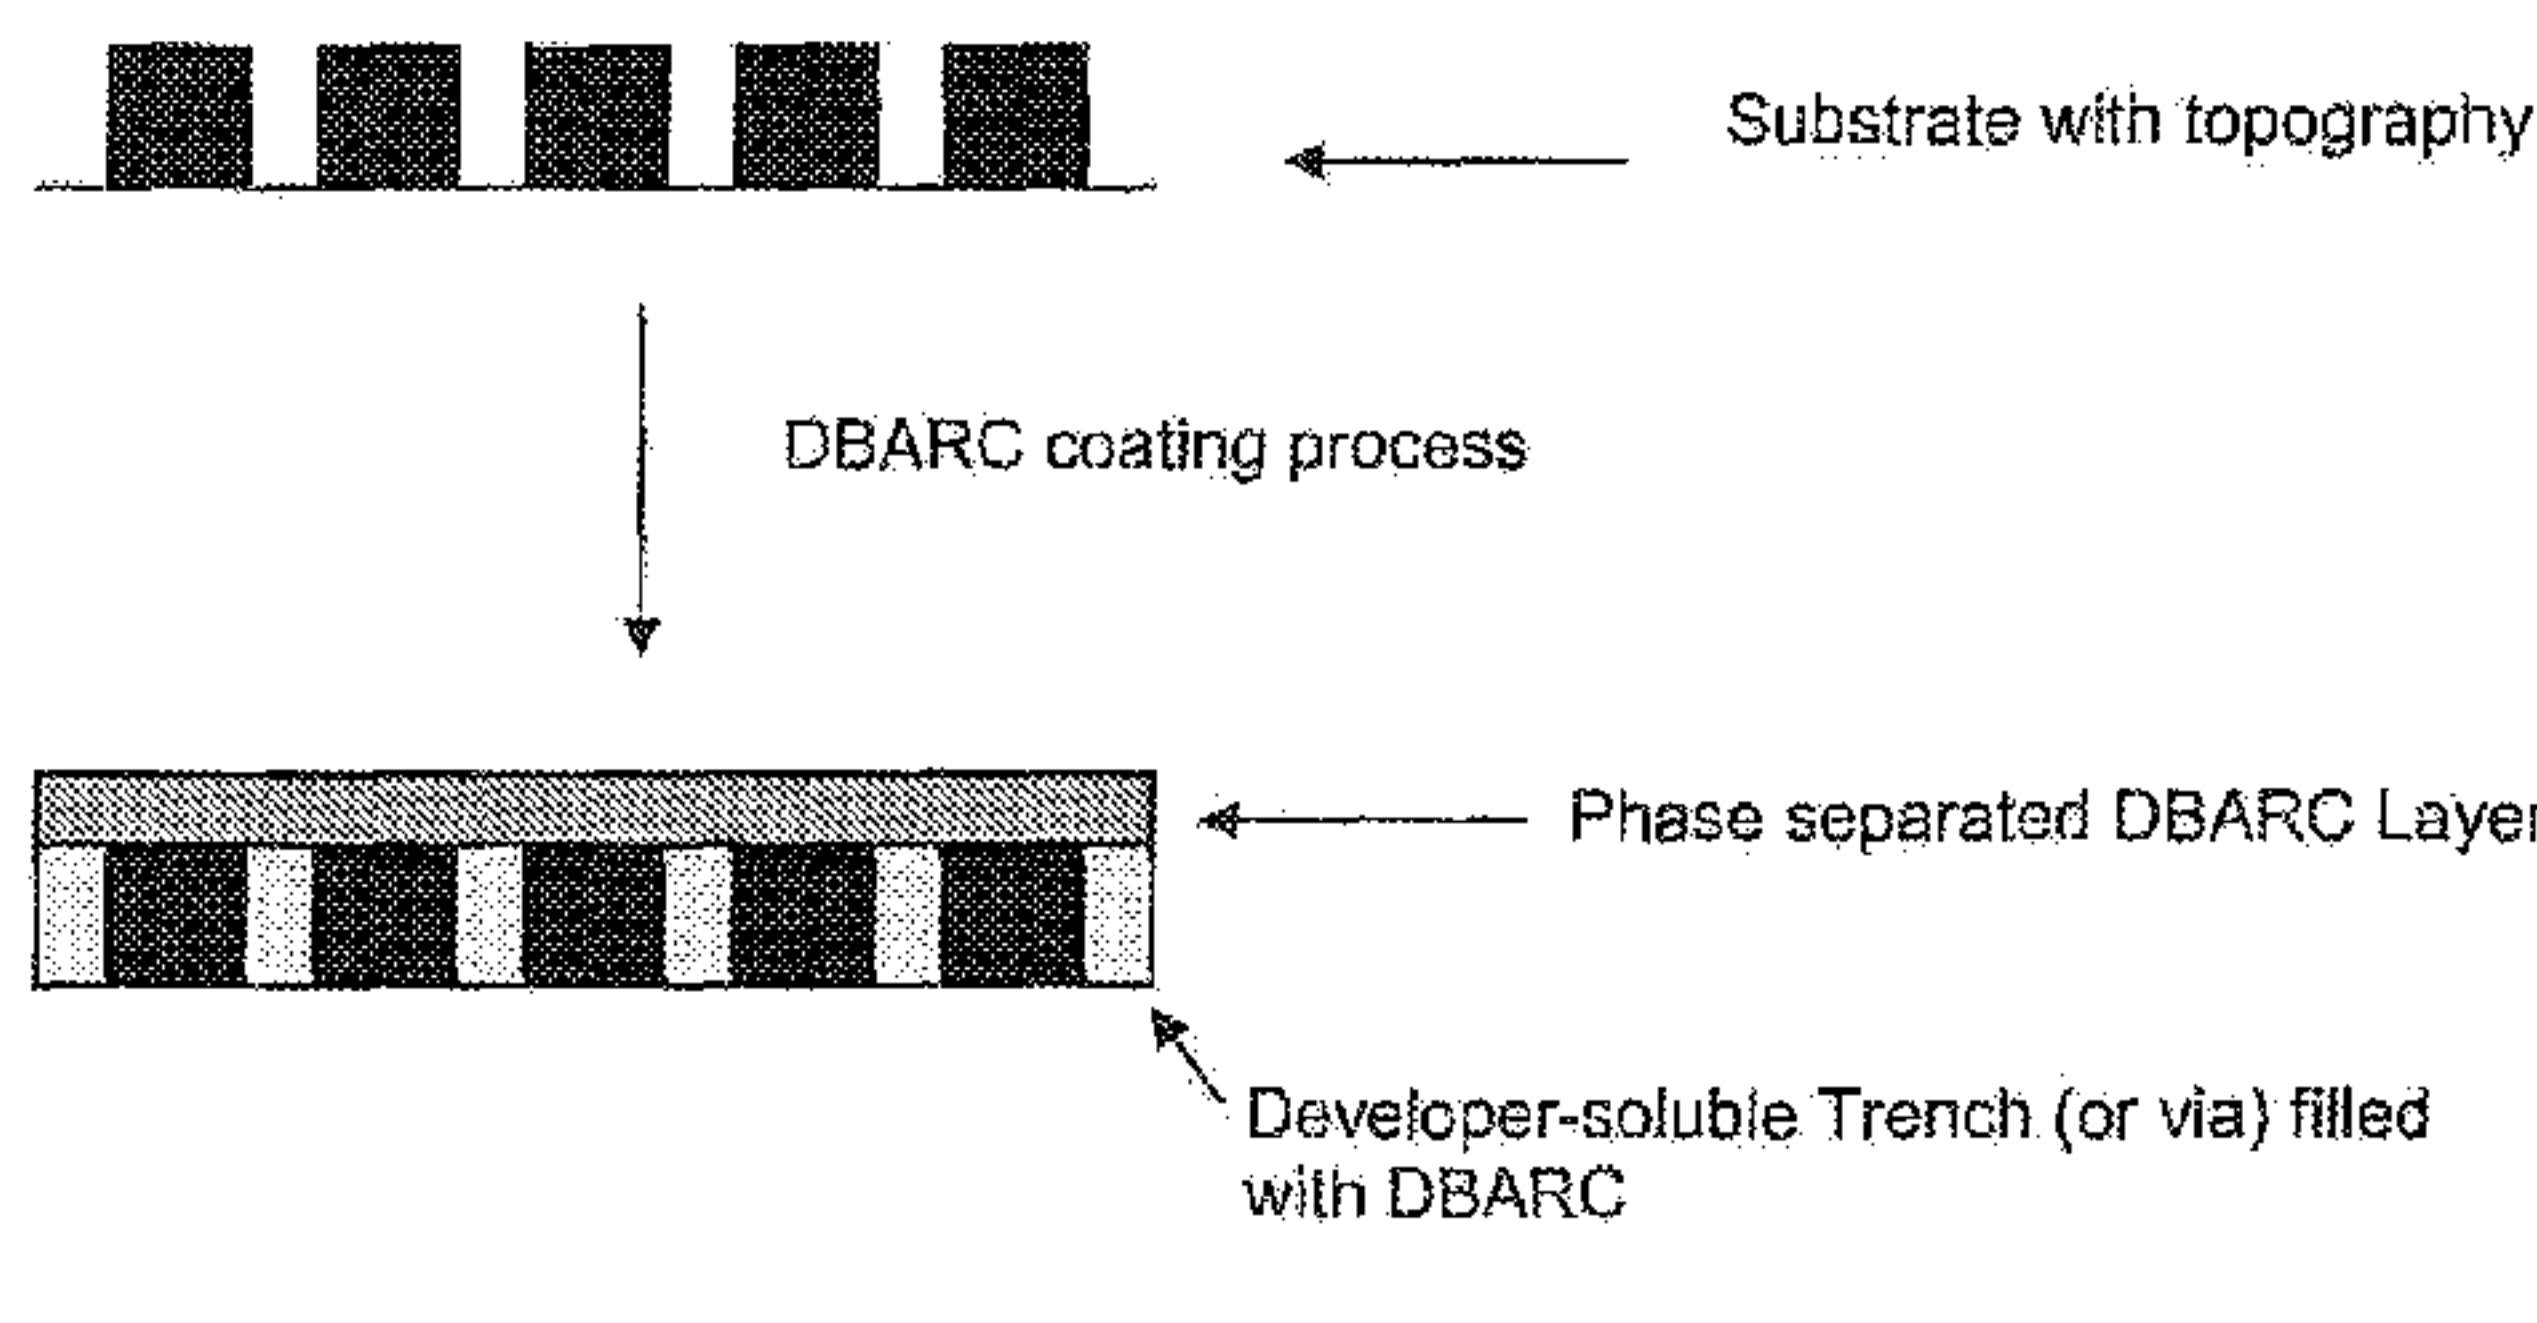 Substrate with topography
DBARC coating process
Phase separated DBARC Layer
Developer-soluble Trench (or via) filled
with DBARC